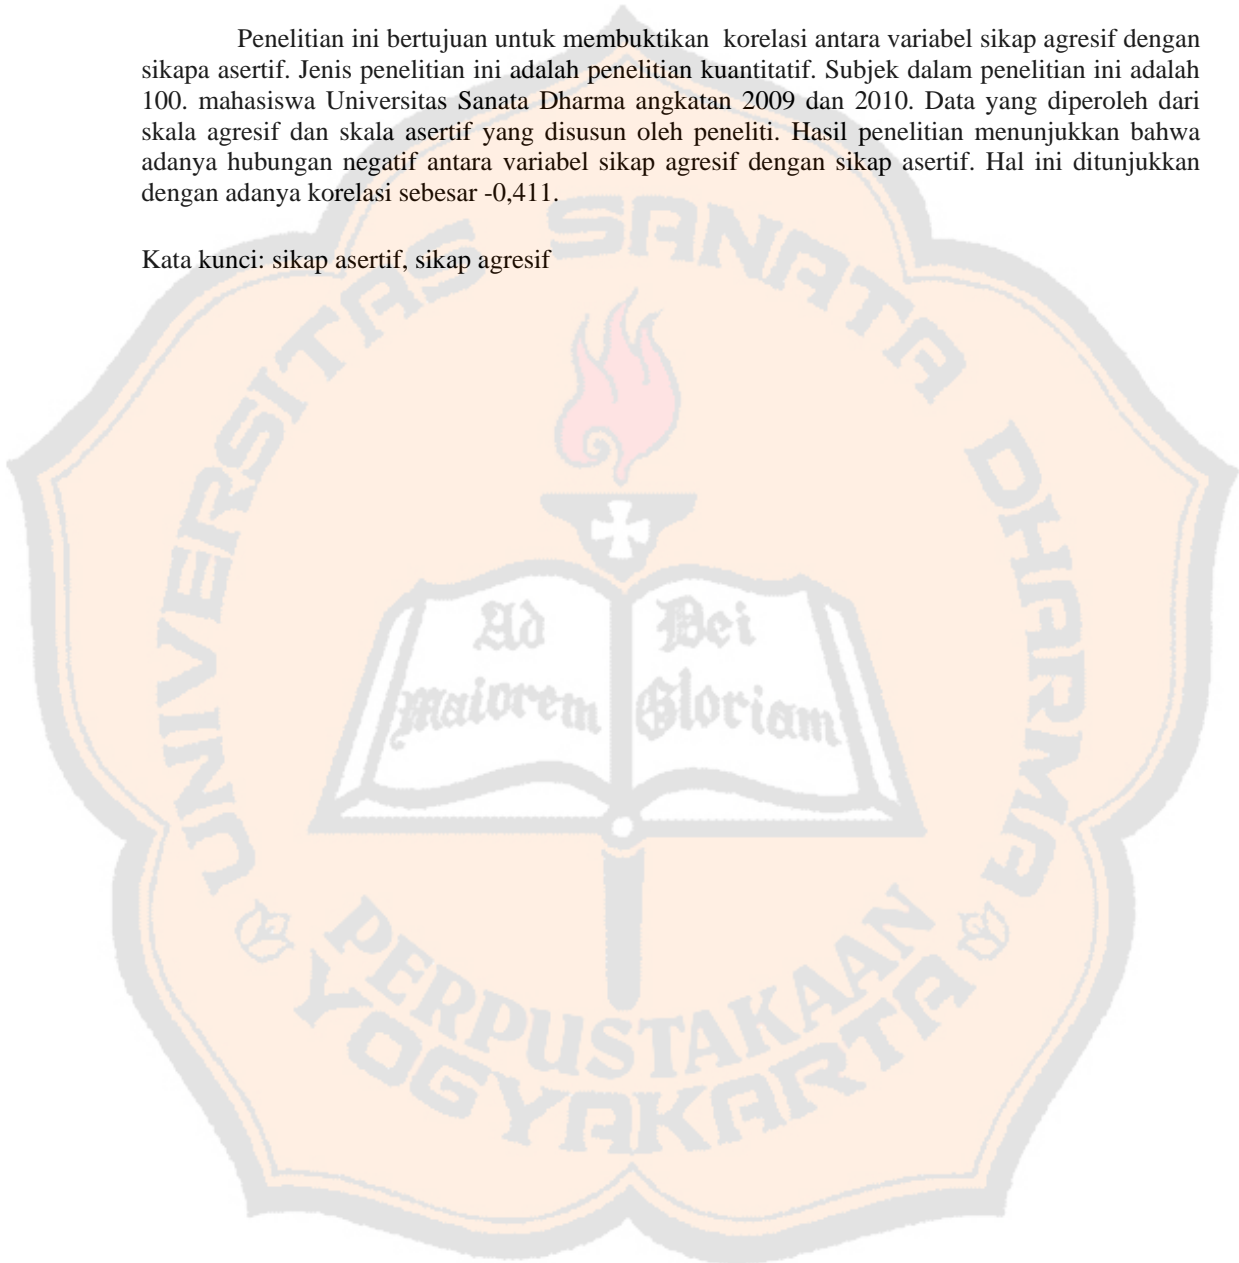 Penelitian ini bertujuan untuk membuktikan  korelasi antara variabel sikap agresif dengan
sikapa asertif. Jenis penelitian ini adalah penelitian kuantitatif. Subjek dalam penelitian ini adalah
100. mahasiswa Universitas Sanata Dharma angkatan 2009 dan 2010. Data yang diperoleh dari
skala agresif dan skala asertif yang disusun oleh peneliti. Hasil penelitian menunjukkan bahwa
adanya hubungan negatif antara variabel sikap agresif dengan sikap asertif. Hal ini ditunjukkan
dengan adanya korelasi sebesar -0,411.
Kata kunci: sikap asertif, sikap agresif
UNIVERSITAS SANATA DHARMA
Ad Maiorem
Dei Gloriam
PERPUSTAKAAN
YOGYAKARTA